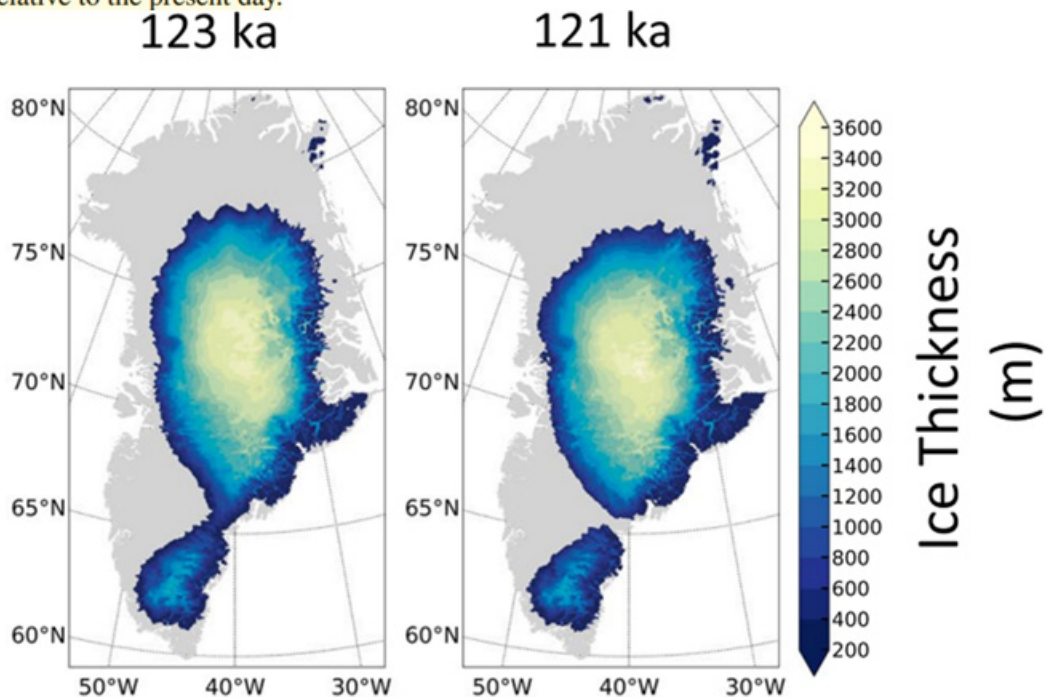 relative to the present day.
123 ka
121 ka
80°N
75°N
70°N
65°N
60°N
50°W 40°W 30°W
80°N
75°N
70°N
65°N
60°N
50°W 40°W 30°W
3600
3400
3200
3000
2800
2600
2400
2200
2000
1800
1600
1400
1200
1000
800
600
400
200
Ice Thickness
(m)